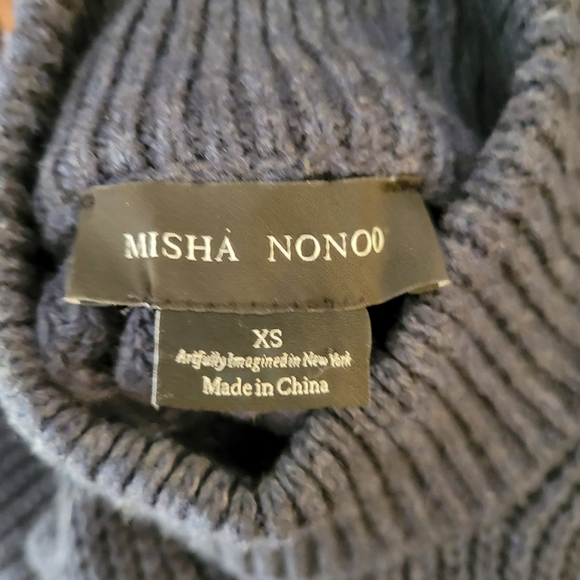 MISHA NONOO
XS
Artfully Imagined in New York
Made in China